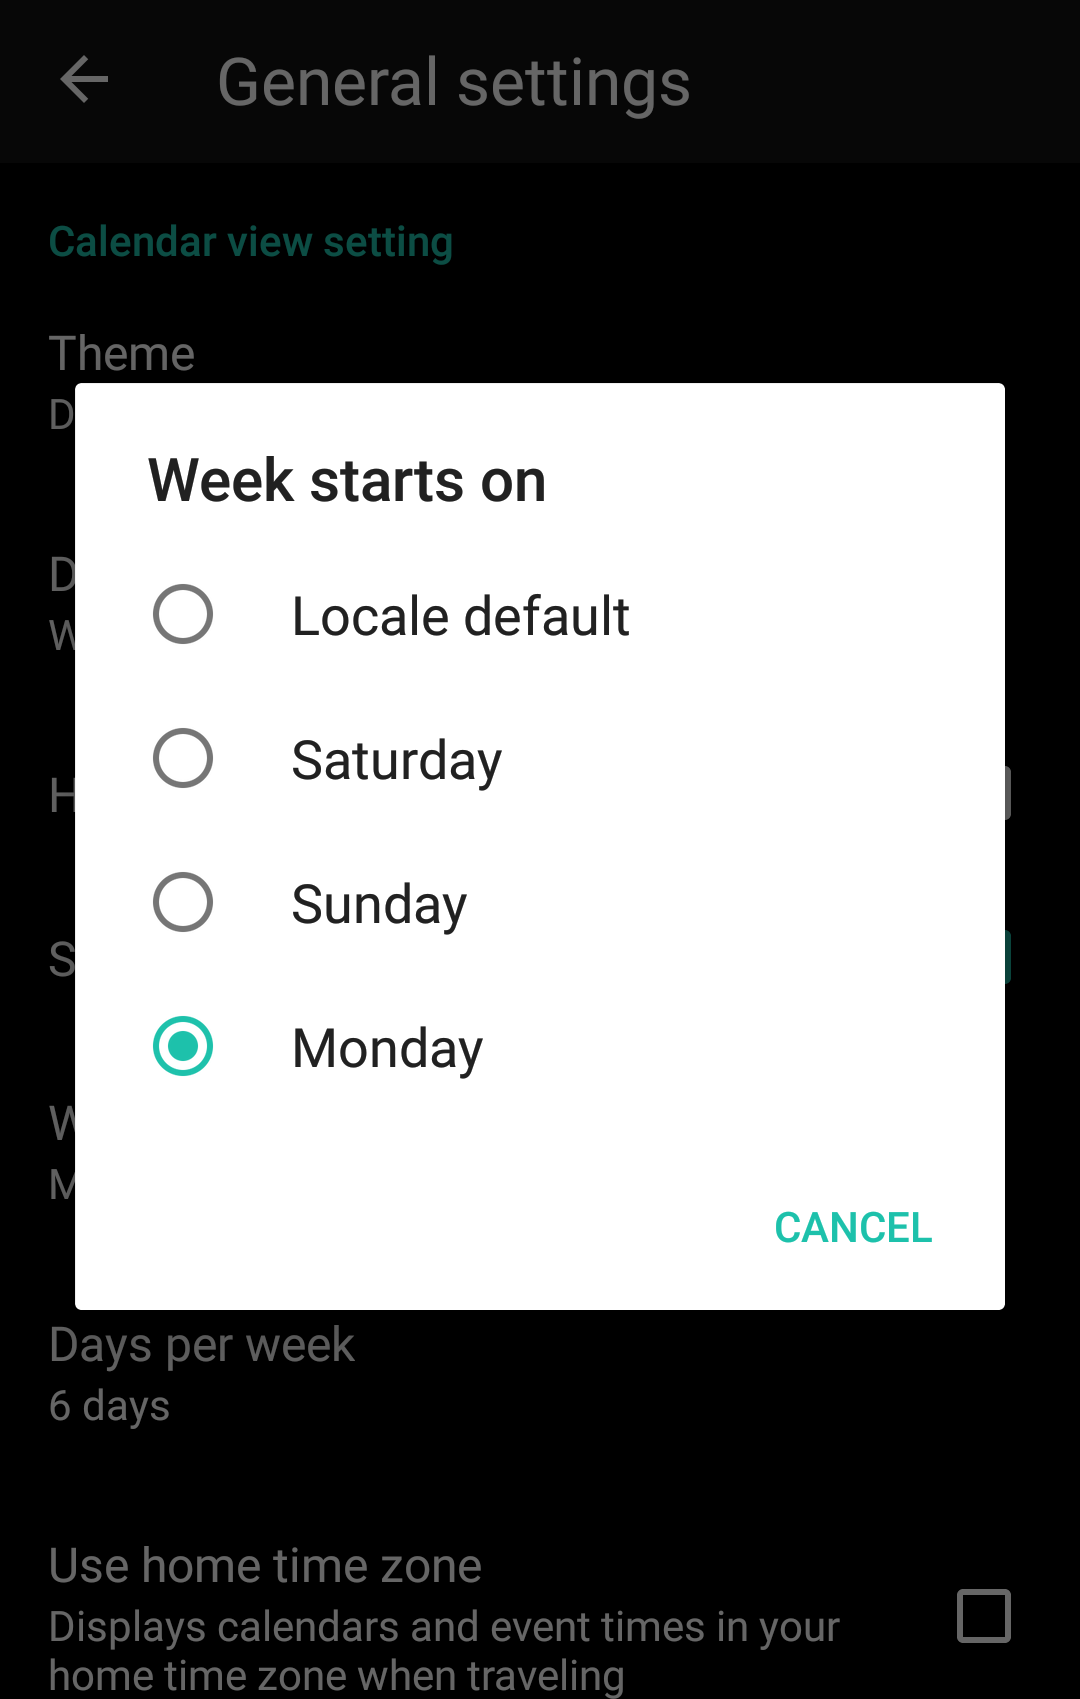 General settings
Calendar view setting
Theme
Week starts on
Locale default
Saturday
Sunday
Monday
CANCEL
Days per week
6 days
Use home time zone
Displays calendars and event times in your
home time zone when traveling